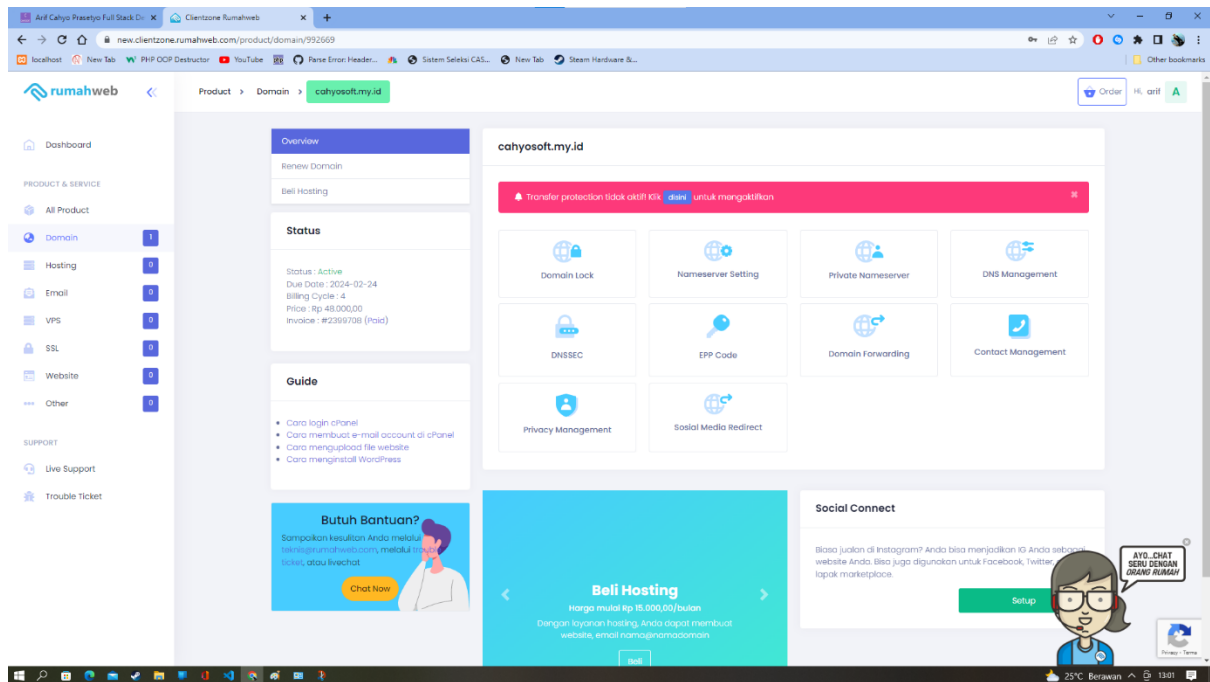 Arif Cahyo Prasetyo Full Stack De
Clientzone Rumahweb
new.clientzone.rumahweb.com/product/domain/992669
localhost
New Tab
PHP OOP Destructor
YouTube
Parse Error: Header...
Sistem Seleksi CAS...
New Tab
Steam Hardware &...
Other bookmarks
rumahweb
Product > Domain > cahyosoft.my.id
Order
Hi, arif A
Dashboard
PRODUCT & SERVICE
All Product
Domain 1
Hosting 0
Email 0
VPS 0
SSL 0
Website 0
Other 0
SUPPORT
Live Support
Trouble Ticket
Overview
Renew Domain
Beli Hosting
Status
Status : Active
Due Date : 2024-02-24
Billing Cycle : 4
Price : Rp 48.000,00
Invoice : #2399708 (Paid)
Guide
Cara login cPanel
Cara membuat e-mail account di cPanel
Cara mengupload file website
Cara menginstall WordPress
Butuh Bantuan?
Sampaikan kesulitan Anda melalui
teknis@rumahweb.com, melalui trouble
ticket, atau livechat
Chat Now
cahyosoft.my.id
Transfer protection tidak aktif! Klik disini untuk mengaktifkan
Domain Lock
Nameserver Setting
Private Nameserver
DNS Management
DNSSEC
EPP Code
Domain Forwarding
Contact Management
Privacy Management
Sosial Media Redirect
Beli Hosting
Harga mulai Rp 15.000,00/bulan
Dengan layanan hosting, Anda dapat membuat
website, email nama@namadomain
Beli
Social Connect
Biasa jualan di Instagram? Anda bisa menjadikan IG Anda sebagai
website Anda. Bisa juga digunakan untuk Facebook, Twitter,
lapak marketplace.
Setup
AYO...CHAT
SERU DENGAN
ORANG RUMAH
Privacy - Terms
25°C Berawan
13:01